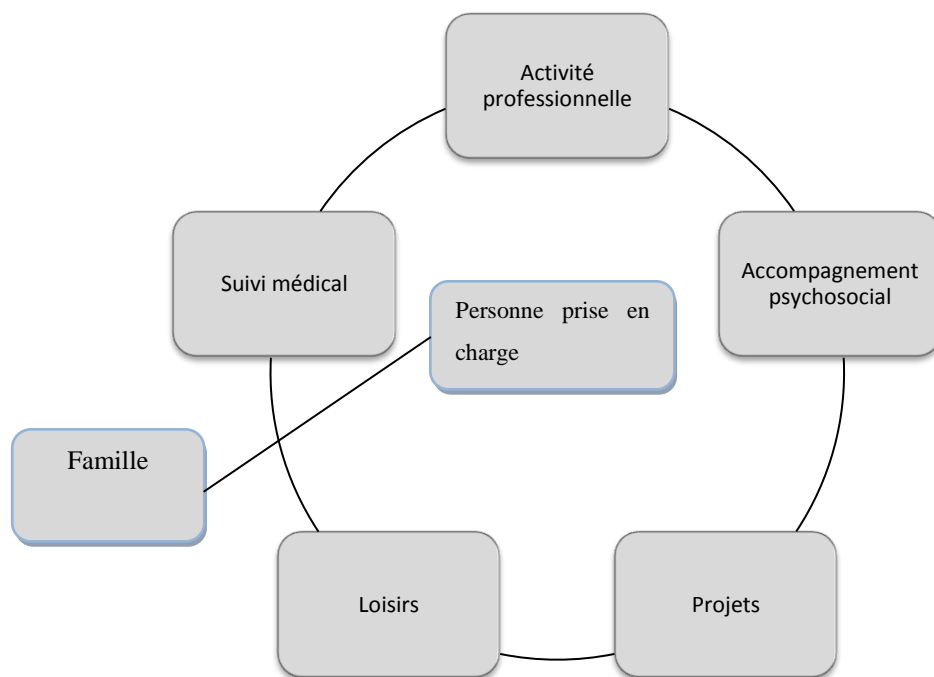 Activité
professionnelle
Suivi médical
Accompagnement
psychosocial
Personne prise en
charge
Famille
Loisirs
Projets